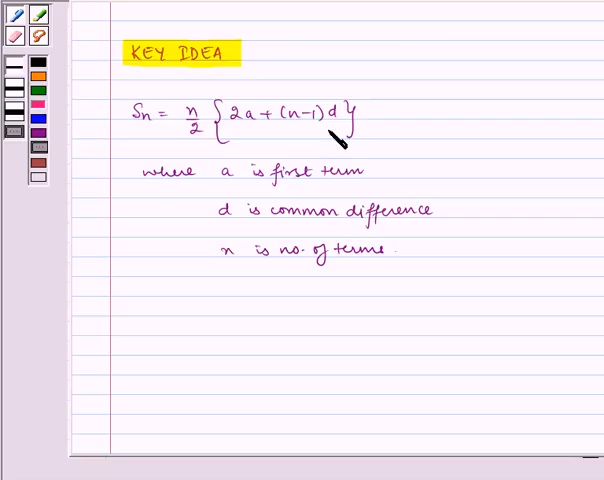 KEY IDEA
Sn = n/2 { 2a + (n-1) d }
where a is first term
d is common difference
n is no. of terms.